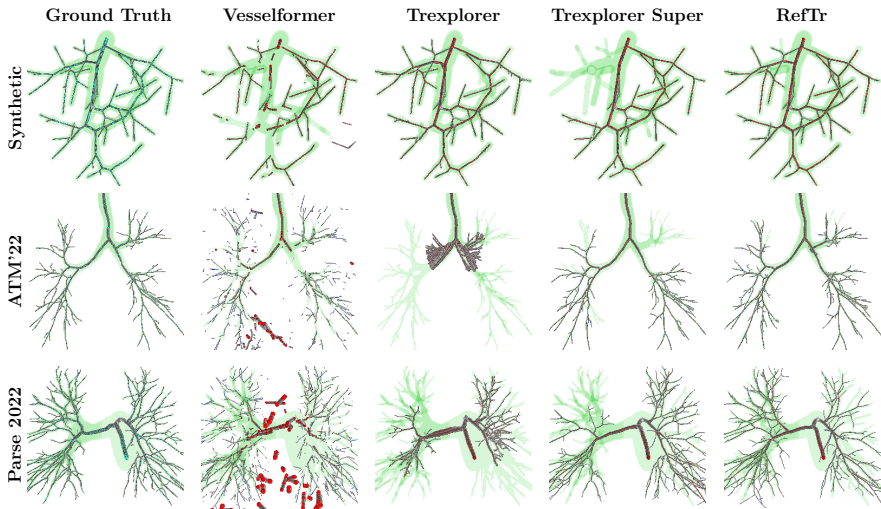 Ground Truth Vesselformer Trexplorer Trexplorer Super RefTr
Synthetic
ATM'22
Parse 2022